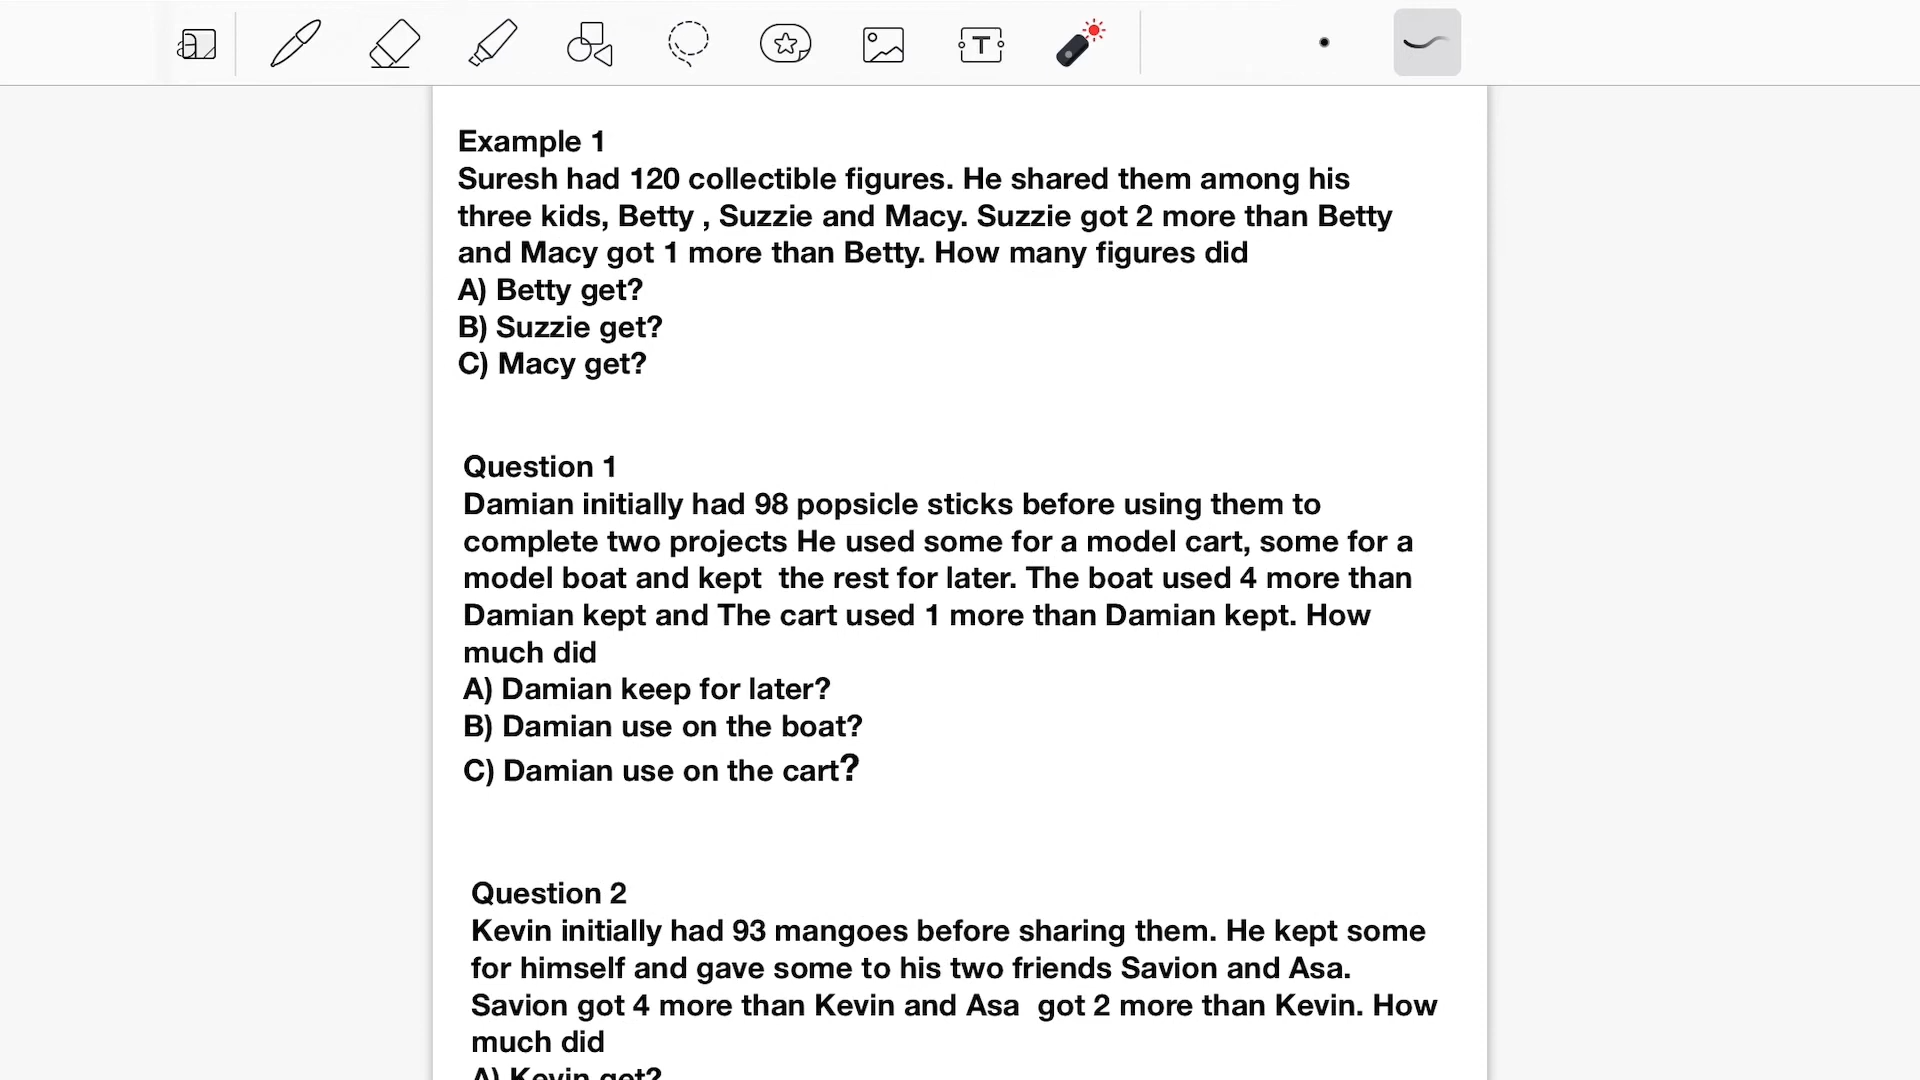 Example 1
Suresh had 120 collectible figures. He shared them among his
three kids, Betty , Suzzie and Macy. Suzzie got 2 more than Betty
and Macy got 1 more than Betty. How many figures did
A) Betty get?
B) Suzzie get?
C) Macy get?
Question 1
Damian initially had 98 popsicle sticks before using them to
complete two projects He used some for a model cart, some for a
model boat and kept  the rest for later. The boat used 4 more than
Damian kept and The cart used 1 more than Damian kept. How
much did
A) Damian keep for later?
B) Damian use on the boat?
C) Damian use on the cart?
Question 2
Kevin initially had 93 mangoes before sharing them. He kept some
for himself and gave some to his two friends Savion and Asa.
Savion got 4 more than Kevin and Asa  got 2 more than Kevin. How
much did
A) Kevin get?